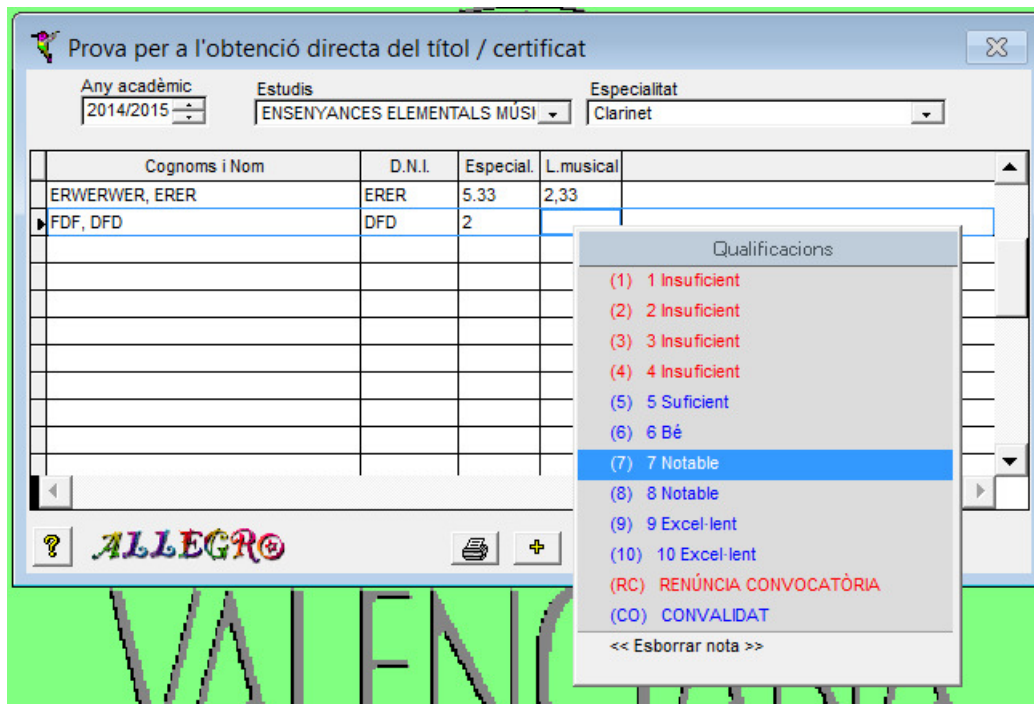 Prova per a l'obtenció directa del títol / certificat
Any acadèmic Estudis Especialitat
2014/2015 ENSENYANCES ELEMENTALS MÚSI Clarinet
Cognoms i Nom D.N.I. Especial. L.musical
ERWERWER, ERER ERER 5.33 2,33
FDF, DFD DFD 2
Qualificacions
(1) 1 Insuficient
(2) 2 Insuficient
(3) 3 Insuficient
(4) 4 Insuficient
(5) 5 Suficient
(6) 6 Bé
(7) 7 Notable
(8) 8 Notable
(9) 9 Excel·lent
(10) 10 Excel·lent
(RC) RENÚNCIA CONVOCATÒRIA
(CO) CONVALIDAT
<< Esborrar nota >>
? ALLEGRO
VALENCIANA